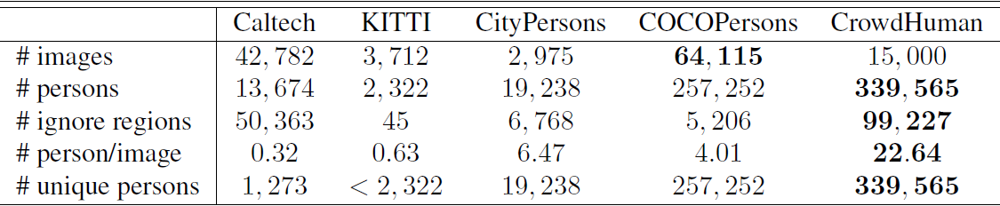 Caltech KITTI CityPersons COCOPersons CrowdHuman
# images 42, 782 3, 712 2, 975 64, 115 15, 000
# persons 13, 674 2, 322 19, 238 257, 252 339, 565
# ignore regions 50, 363 45 6, 768 5, 206 99, 227
# person/image 0.32 0.63 6.47 4.01 22.64
# unique persons 1, 273 < 2, 322 19, 238 257, 252 339, 565